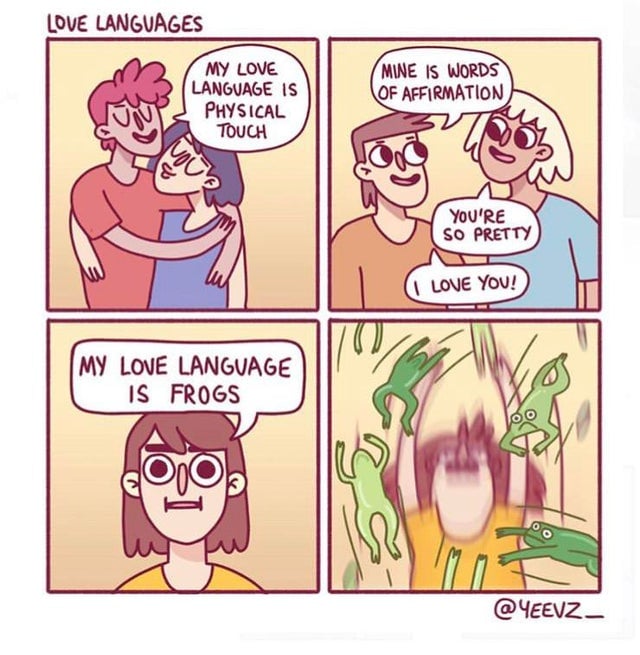 LOVE LANGUAGES
MY LOVE
LANGUAGE IS
PHYSICAL
TOUCH
MINE IS WORDS
OF AFFIRMATION
YOU'RE
SO PRETTY
I LOVE YOU!
MY LOVE LANGUAGE
IS FROGS
@YEEVZ_